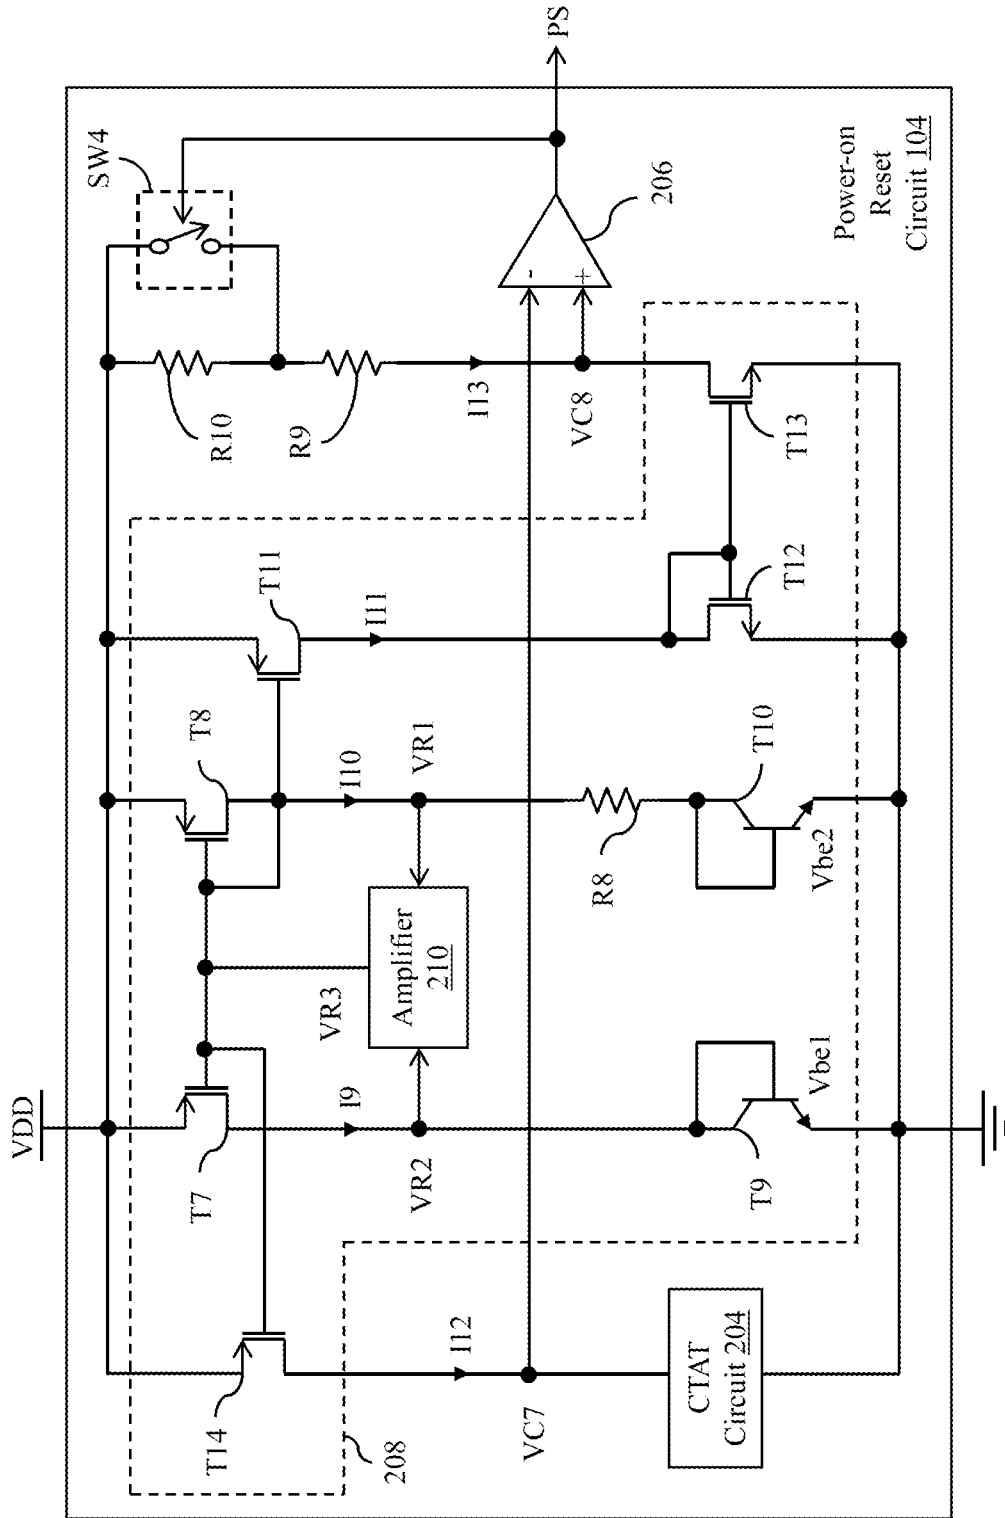 VDD
T14
T7
T8
T11
R10
R9
SW4
208
I12
I9
I10
I11
I13
VR3
VR2
VR1
Amplifier
210
VC7
VC8
-
+
206
PS
CTAT
Circuit 204
T9
Vbe1
R8
T10
Vbe2
T12
T13
Power-on
Reset
Circuit 104